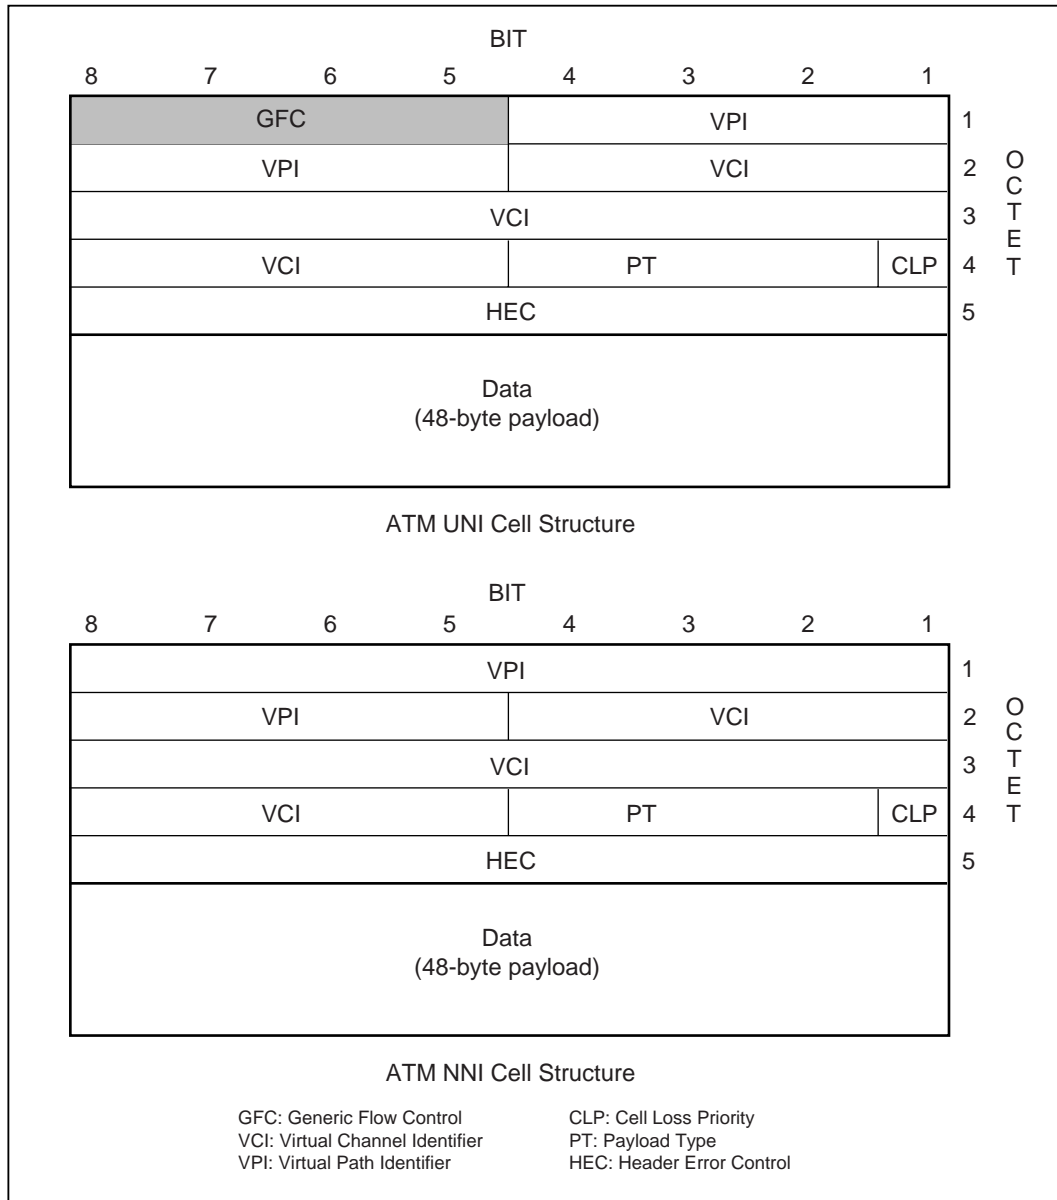 BIT
8 7 6 5 4 3 2 1
GFC VPI 1
VPI VCI 2
VCI 3
VCI PT CLP 4
HEC 5
OCTET
Data
(48-byte payload)
ATM UNI Cell Structure
BIT
8 7 6 5 4 3 2 1
VPI 1
VPI VCI 2
VCI 3
VCI PT CLP 4
HEC 5
OCTET
Data
(48-byte payload)
ATM NNI Cell Structure
GFC: Generic Flow Control CLP: Cell Loss Priority
VCI: Virtual Channel Identifier PT: Payload Type
VPI: Virtual Path Identifier HEC: Header Error Control